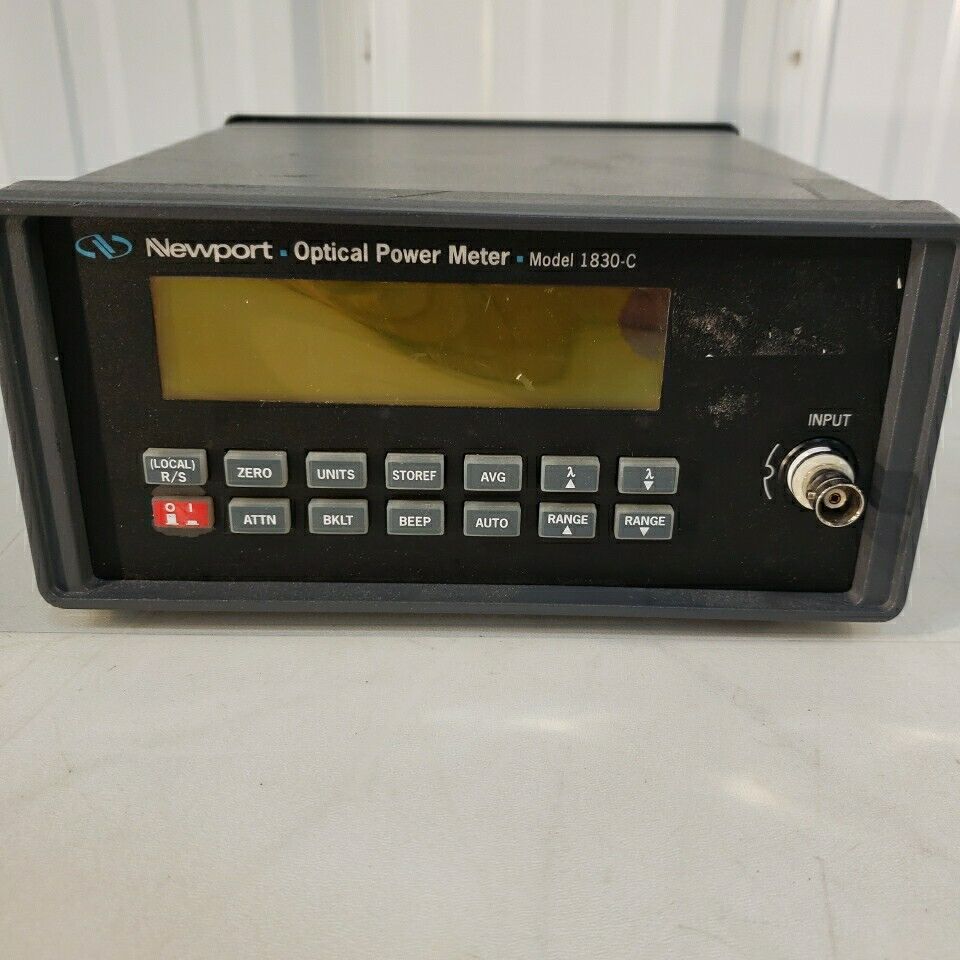 Newport ▪ Optical Power Meter ▪ Model 1830-C
INPUT
(LOCAL)
R/S
ZERO
UNITS
STOREF
AVG
λ
▲
λ
▼
O I
ATTN
BKLT
BEEP
AUTO
RANGE
▲
RANGE
▼